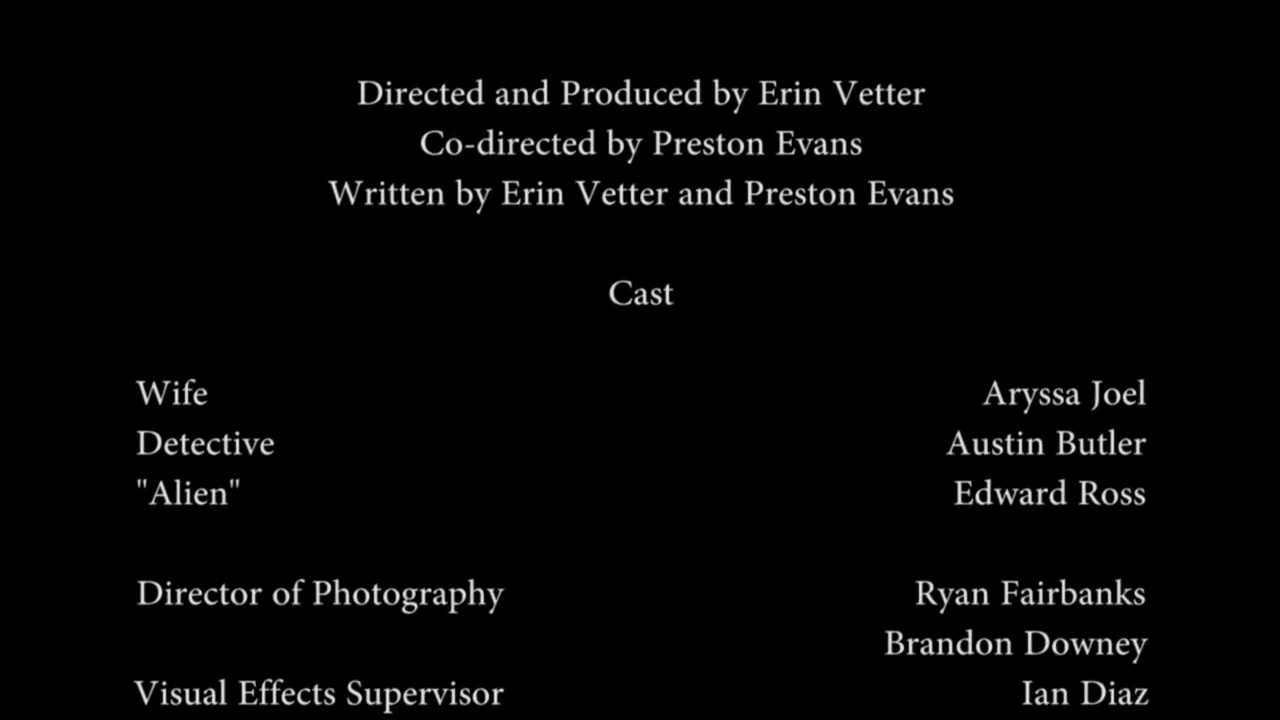 Directed and Produced by Erin Vetter
Co-directed by Preston Evans
Written by Erin Vetter and Preston Evans
Cast
Wife Aryssa Joel
Detective Austin Butler
"Alien" Edward Ross
Director of Photography Ryan Fairbanks
Brandon Downey
Visual Effects Supervisor Ian Diaz